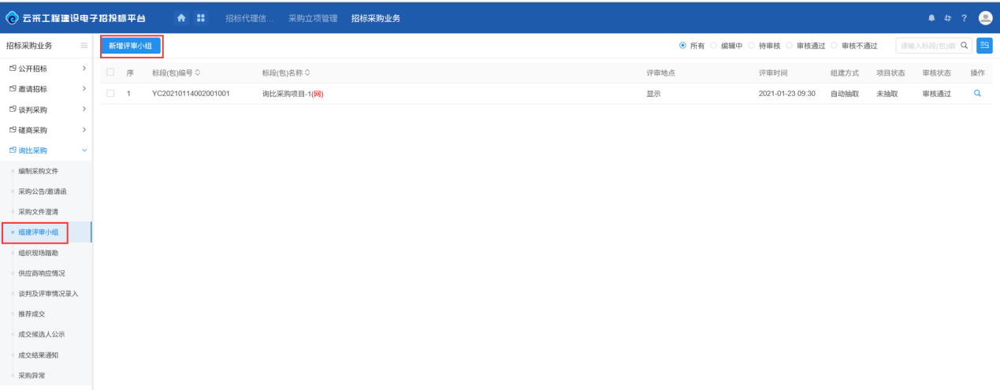 云采工程建设电子招投标平台
招标代理信... 采购立项管理 招标采购业务
?
招标采购业务
新增评审小组
所有 编辑中 待审核 审核通过 审核不通过
请输入标段(包)编
公开招标
邀请招标
谈判采购
磋商采购
询比采购
编制采购文件
采购公告/邀请函
采购文件澄清
组建评审小组
组织现场踏勘
供应商响应情况
谈判及评审情况录入
推荐成交
成交候选人公示
成交结果通知
采购异常
序 标段(包)编号 标段(包)名称 评审地点 评审时间 组建方式 项目状态 审核状态 操作
1 YC20210114002001001 询比采购项目-1(网) 显示 2021-01-23 09:30 自动抽取 未抽取 审核通过